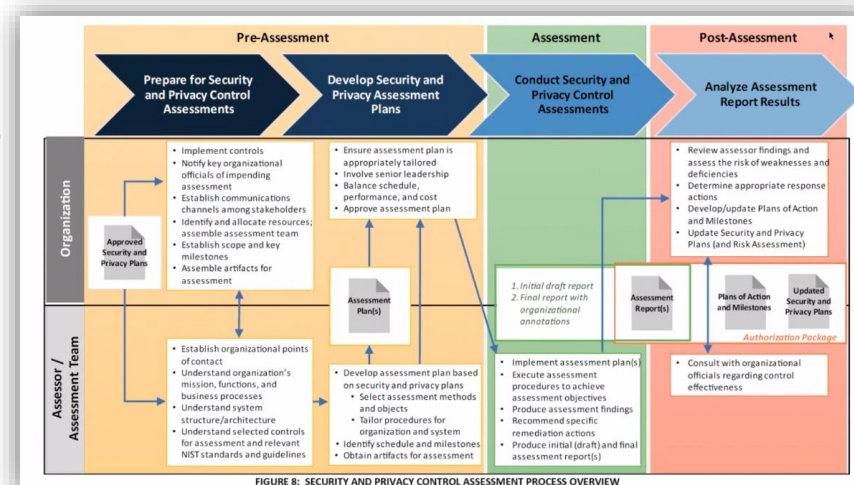 Pre-Assessment
Assessment
Post-Assessment
Prepare for Security
and Privacy Control
Assessments
Develop Security and
Privacy Assessment
Plans
Conduct Security and
Privacy Control
Assessments
Analyze Assessment
Report Results
Organization
Approved
Security and
Privacy Plans
• Implement controls
• Notify key organizational
officials of impending
assessment
• Establish communications
channels among stakeholders
• Identify and allocate resources;
assemble assessment team
• Establish scope and key
milestones
• Assemble artifacts for
assessment
• Ensure assessment plan is
appropriately tailored
• Involve senior leadership
• Balance schedule,
performance, and cost
• Approve assessment plan
• Review assessor findings and
assess the risk of weaknesses and
deficiencies
• Determine appropriate response
actions
• Develop/update Plans of Action
and Milestones
• Update Security and Privacy
Plans (and Risk Assessment)
Assessment
Plan(s)
1. Initial draft report
2. Final report with
organizational
annotations
Assessment
Report(s)
Plans of Action
and Milestones
Updated
Security and
Privacy Plans
Authorization Package
Assessor /
Assessment Team
• Establish organizational points
of contact
• Understand organization's
mission, functions, and
business processes
• Understand system
structure/architecture
• Understand selected controls
for assessment and relevant
NIST standards and guidelines
• Develop assessment plan based
on security and privacy plans
• Select assessment methods
and objects
• Tailor procedures for
organization and system
• Identify schedule and milestones
• Obtain artifacts for assessment
• Implement assessment plan(s)
• Execute assessment
procedures to achieve
assessment objectives
• Produce assessment findings
• Recommend specific
remediation actions
• Produce initial (draft) and final
assessment report(s)
• Consult with organizational
officials regarding control
effectiveness
FIGURE 8: SECURITY AND PRIVACY CONTROL ASSESSMENT PROCESS OVERVIEW